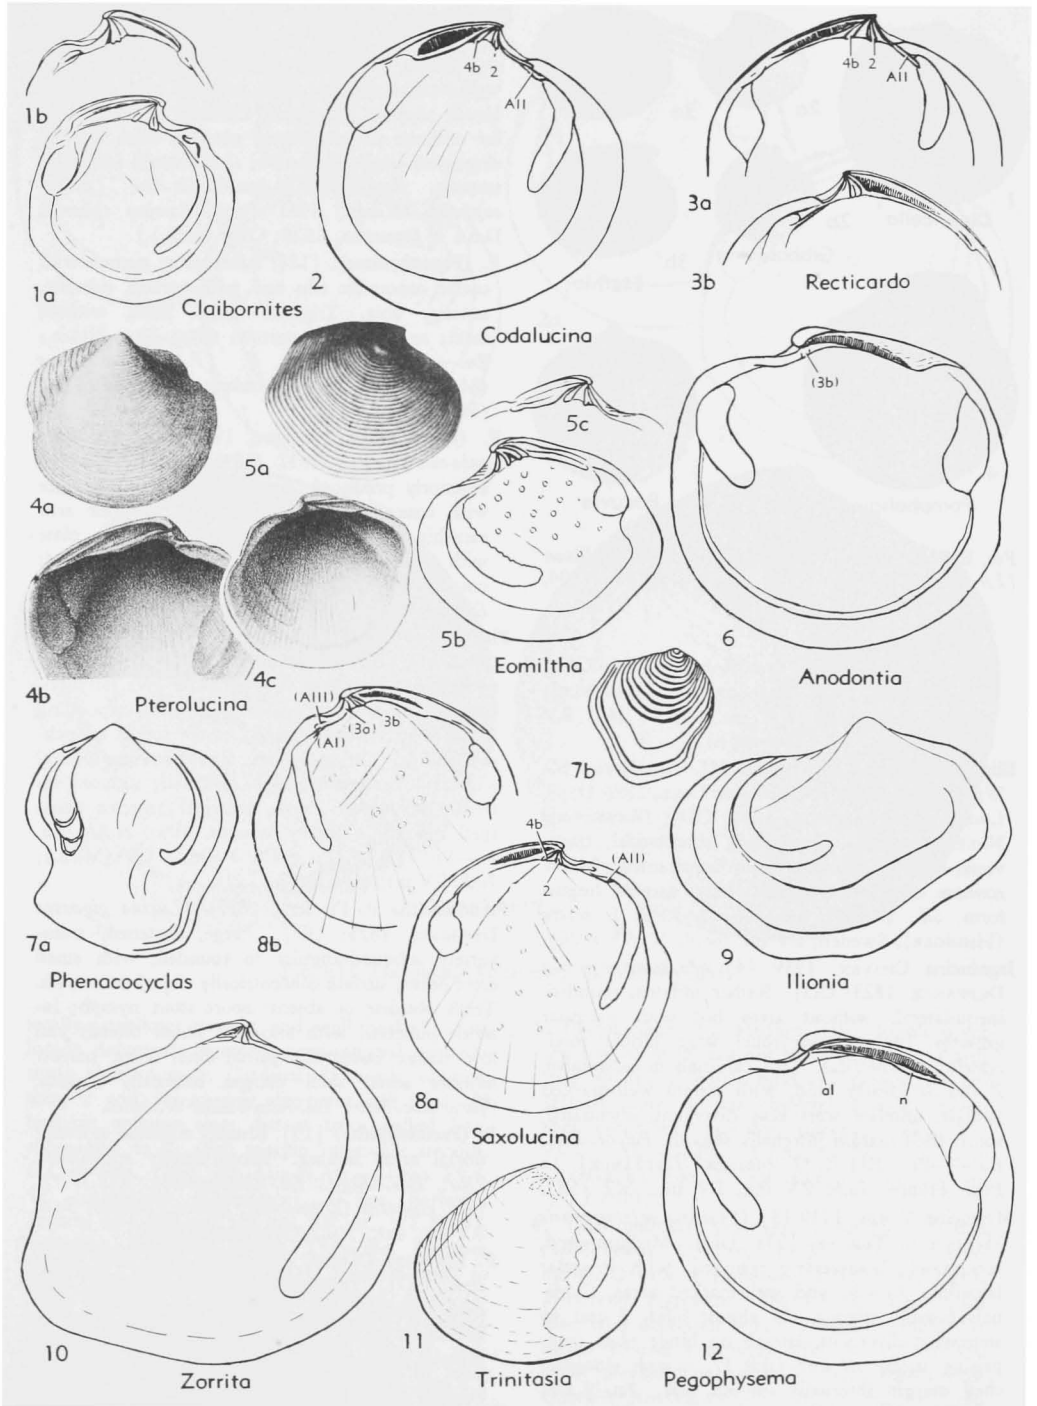 1b
4b 2
AII
4b 2
AII
3a
1a
2
3b
Recticardo
Claibornites
Codalucina
(3b)
5c
5a
4a
5b
6
4b
4c
Eomiltha
Anodontia
Pterolucina
(AIII)
(3a) 3b
(AI)
7b
4b
(AII)
2
7a
8b
9
Phenacocyclas
Ilionia
8a
Saxolucina
al
n
10
11
12
Zorrita
Trinitasia
Pegophysema